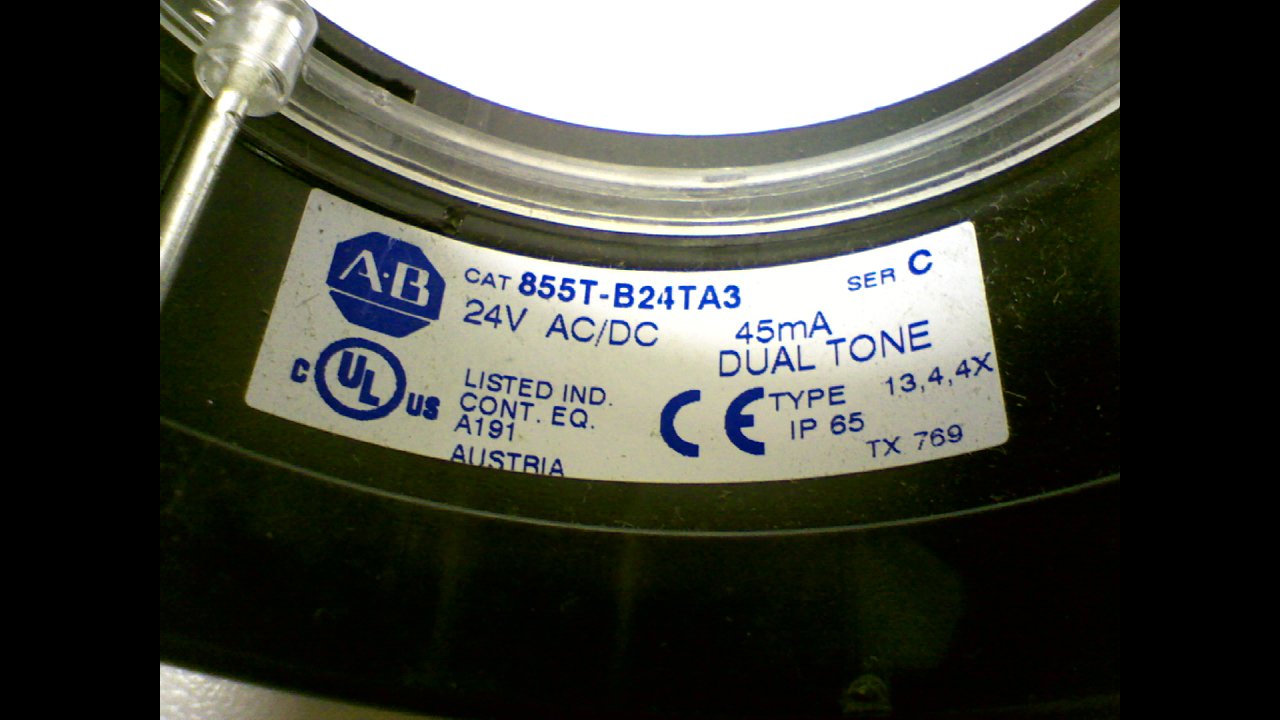 A·B
CAT 855T-B24TA3 SER C
24V AC/DC 45mA
DUAL TONE
C UL US
LISTED IND.
CONT. EQ.
A191
AUSTRIA
CE
TYPE 13,4,4X
IP 65
TX 769